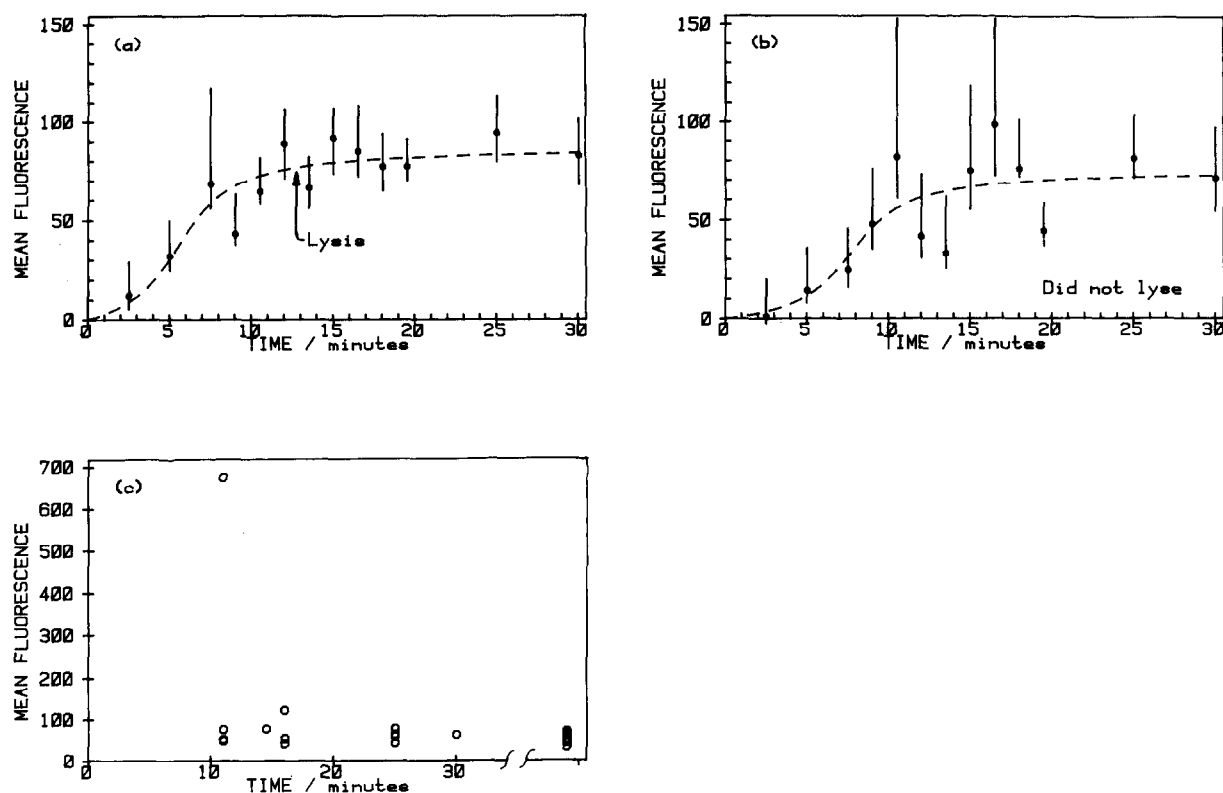 (a)
MEAN FLUORESCENCE
150
100
50
0
Lysis
0 5 10 15 20 25 30
TIME / minutes
(b)
MEAN FLUORESCENCE
150
100
50
0
Did not lyse
0 5 10 15 20 25 30
TIME / minutes
(c)
MEAN FLUORESCENCE
700
600
500
400
300
200
100
0
0 10 20 30
TIME / minutes